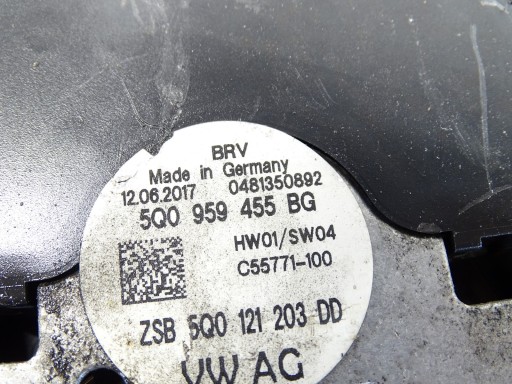 BRV
Made in Germany
12.06.2017 0481350892
5Q0 959 455 BG
HW01/SW04
C55771-100
ZSB 5Q0 121 203 DD
VW AG